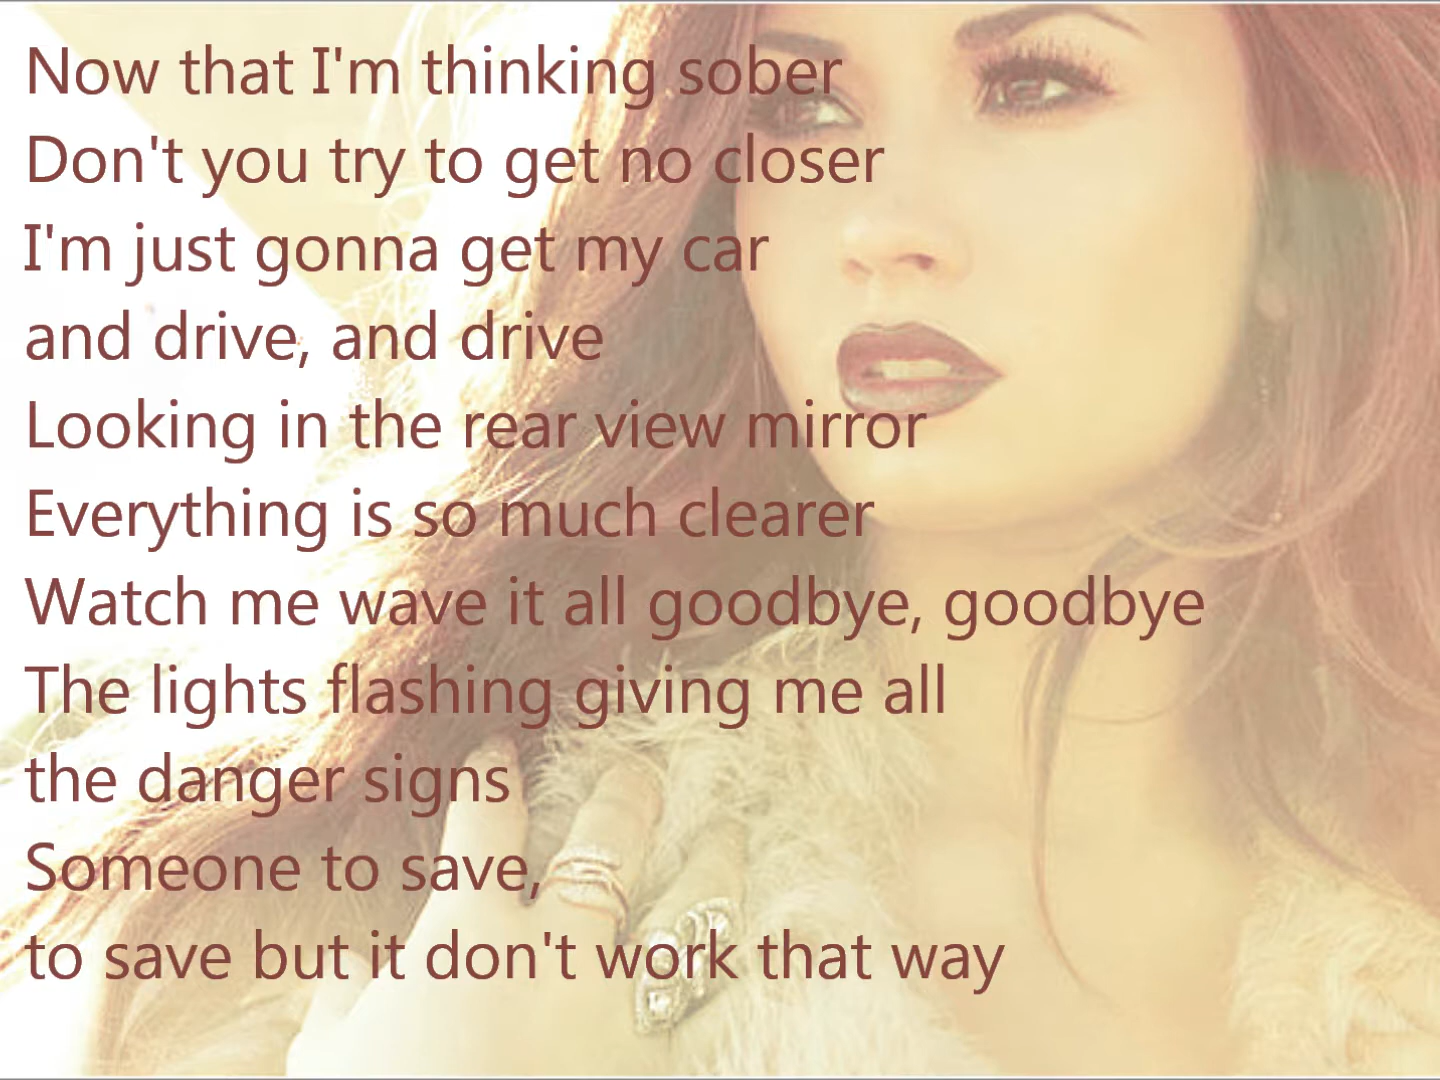 Now that I'm thinking sober
Don't you try to get no closer
I'm just gonna get my car
and drive, and drive
Looking in the rear view mirror
Everything is so much clearer
Watch me wave it all goodbye, goodbye
The lights flashing giving me all
the danger signs
Someone to save,
to save but it don't work that way